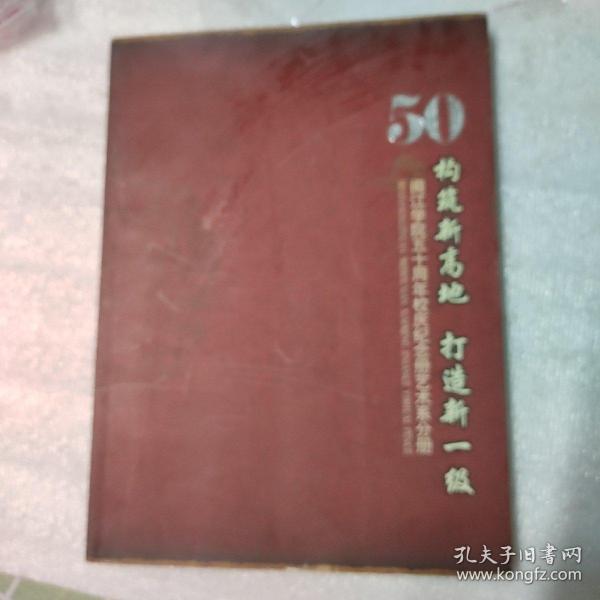 50
构筑新高地 打造新一级
闽江学院五十周年校庆纪念册艺术系分册
孔夫子旧书网
www.kongfz.com